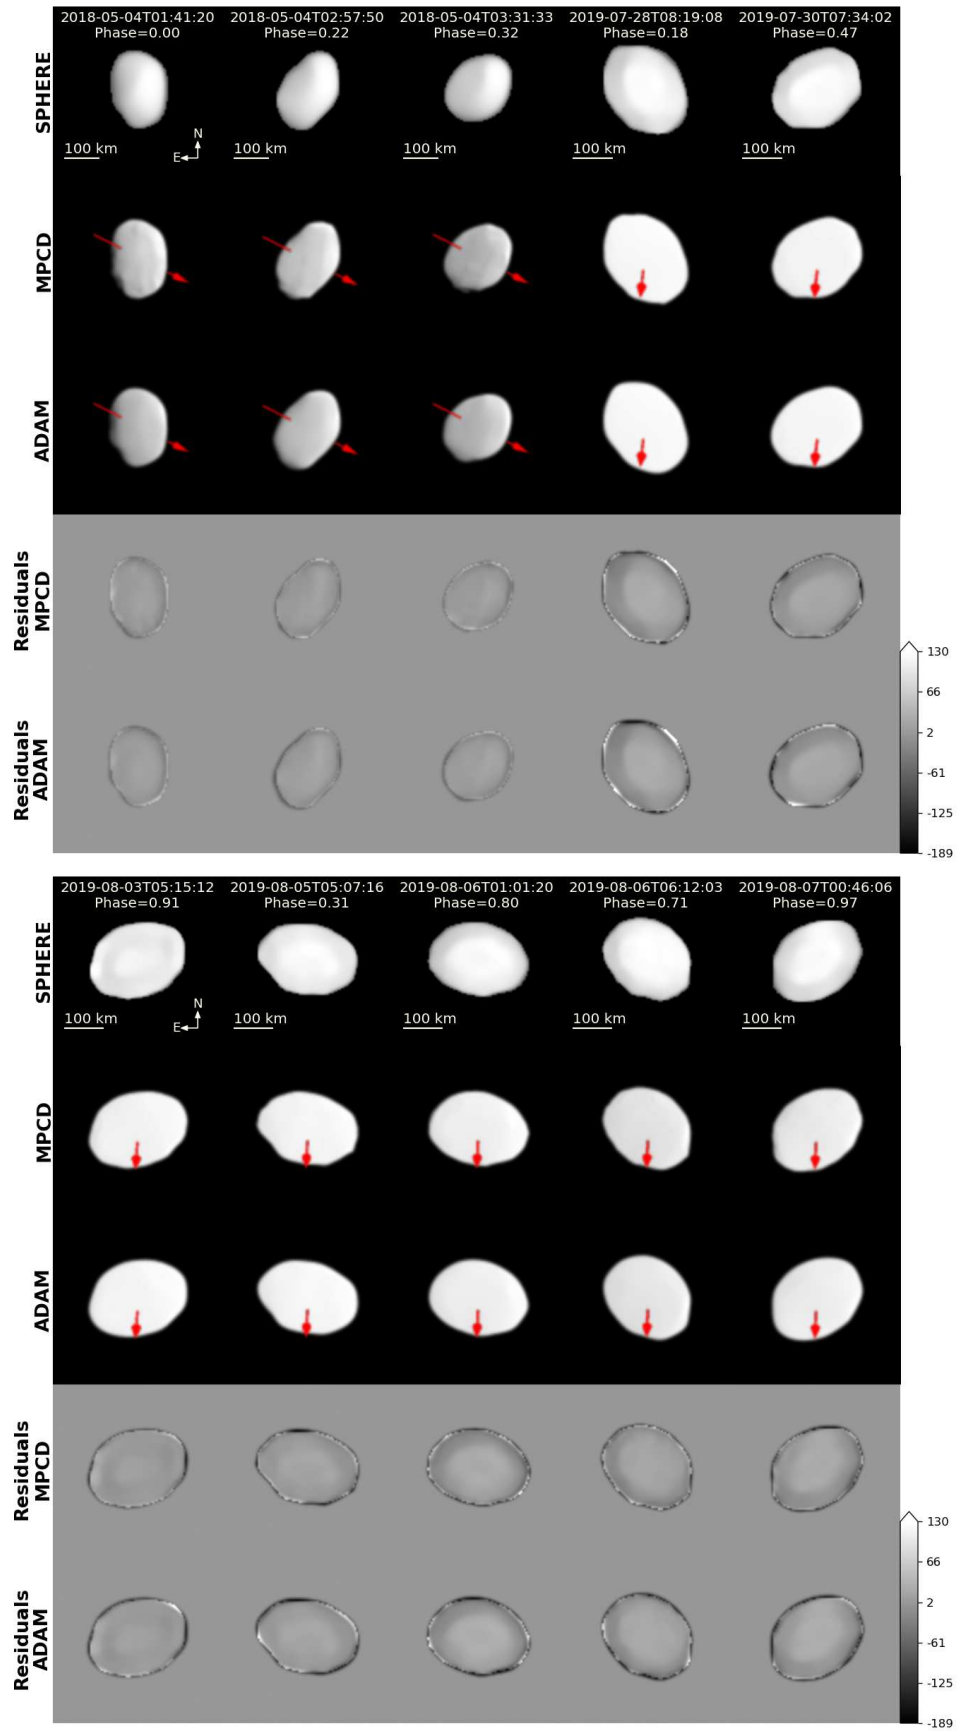 2018-05-04T01:41:20 2018-05-04T02:57:50 2018-05-04T03:31:33 2019-07-28T08:19:08 2019-07-30T07:34:02
Phase=0.00 Phase=0.22 Phase=0.32 Phase=0.18 Phase=0.47
SPHERE
N
E
100 km 100 km 100 km 100 km 100 km
MPCD
ADAM
Residuals
MPCD
Residuals
ADAM
130
66
2
-61
-125
-189
2019-08-03T05:15:12 2019-08-05T05:07:16 2019-08-06T01:01:20 2019-08-06T06:12:03 2019-08-07T00:46:06
Phase=0.91 Phase=0.31 Phase=0.80 Phase=0.71 Phase=0.97
SPHERE
N
E
100 km 100 km 100 km 100 km 100 km
MPCD
ADAM
Residuals
MPCD
Residuals
ADAM
130
66
2
-61
-125
-189